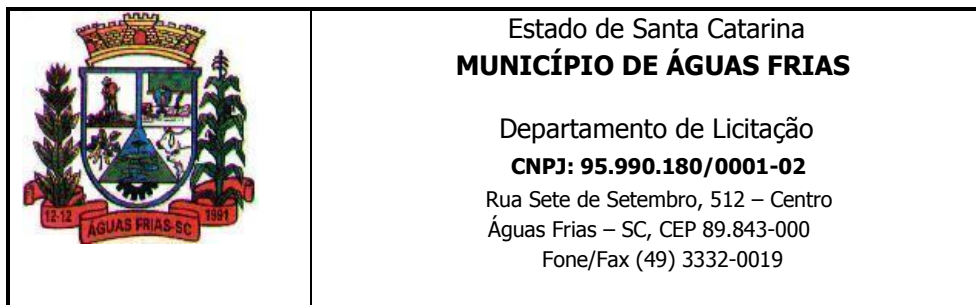 12-12
ÁGUAS FRIAS-SC
1991
Estado de Santa Catarina
MUNICÍPIO DE ÁGUAS FRIAS
Departamento de Licitação
CNPJ: 95.990.180/0001-02
Rua Sete de Setembro, 512 – Centro
Águas Frias – SC, CEP 89.843-000
Fone/Fax (49) 3332-0019